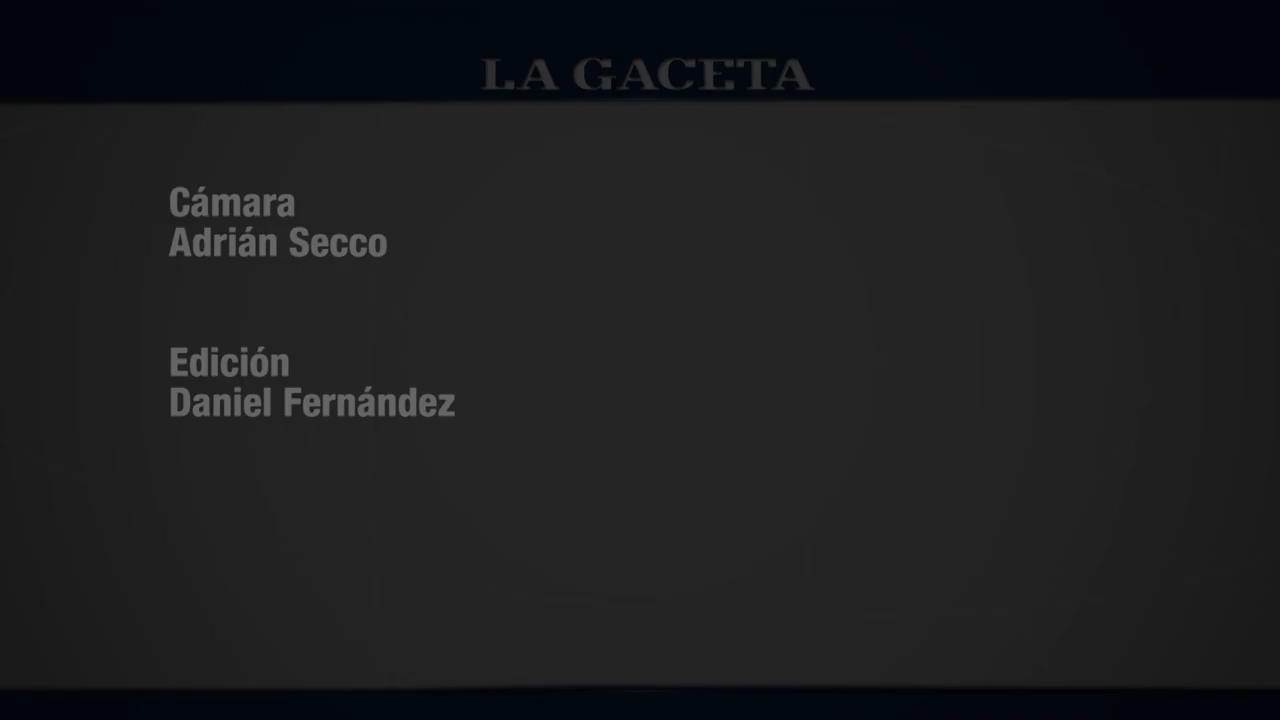 LA GACETA
Cámara
Adrián Secco
Edición
Daniel Fernández